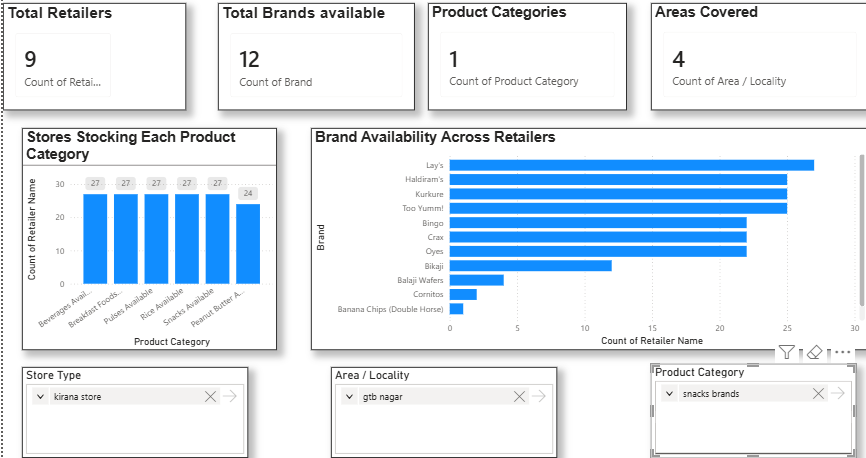 Total Retailers
9
Count of Retai...
Total Brands available
12
Count of Brand
Product Categories
1
Count of Product Category
Areas Covered
4
Count of Area / Locality
Stores Stocking Each Product
Category
Count of Retailer Name
30
20
10
0
27
27
27
27
27
24
Beverages Avail...
Breakfast Foods...
Pulses Available
Rice Available
Snacks Available
Peanut Butter A...
Product Category
Brand Availability Across Retailers
Brand
Lay's
Haldiram's
Kurkure
Too Yumm!
Bingo
Crax
Oyes
Bikaji
Balaji Wafers
Cornitos
Banana Chips (Double Horse)
0 5 10 15 20 25 30
Count of Retailer Name
Store Type
kirana store
Area / Locality
gtb nagar
Product Category
snacks brands